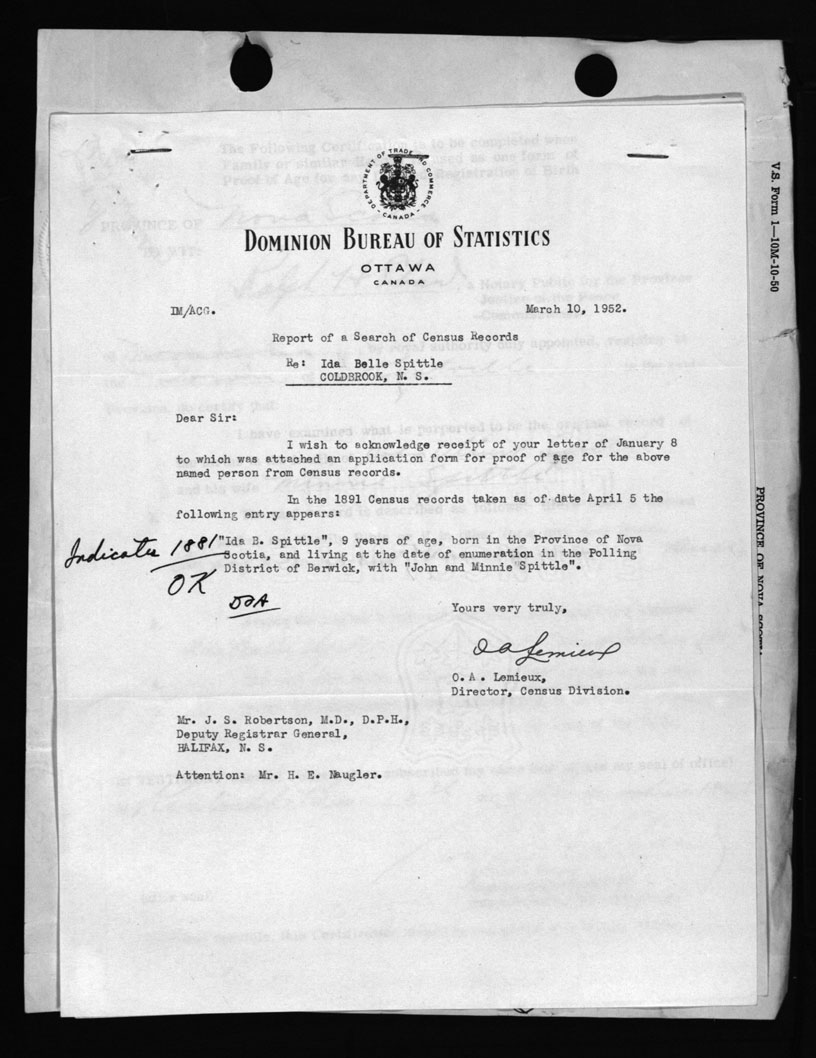 DEPARTMENT OF TRADE AND COMMERCE
- CANADA -
DOMINION BUREAU OF STATISTICS
OTTAWA
CANADA
IM/ACG.
March 10, 1952.
Report of a Search of Census Records
Re: Ida Belle Spittle
COLDBROOK, N. S.
Dear Sir:
I wish to acknowledge receipt of your letter of January 8
to which was attached an application form for proof of age for the above
named person from Census records.
In the 1891 Census records taken as of date April 5 the
following entry appears:
Indicates 1881
OK
"Ida B. Spittle", 9 years of age, born in the Province of Nova
Scotia, and living at the date of enumeration in the Polling
District of Berwick, with "John and Minnie Spittle".
Yours very truly,
O A Lemieux
O. A. Lemieux,
Director, Census Division.
Mr. J. S. Robertson, M.D., D.P.H.,
Deputy Registrar General,
HALIFAX, N. S.
Attention: Mr. H. E. Naugler.
V.S. Form 1—10M-10-50
PROVINCE OF NOVA SCOTIA